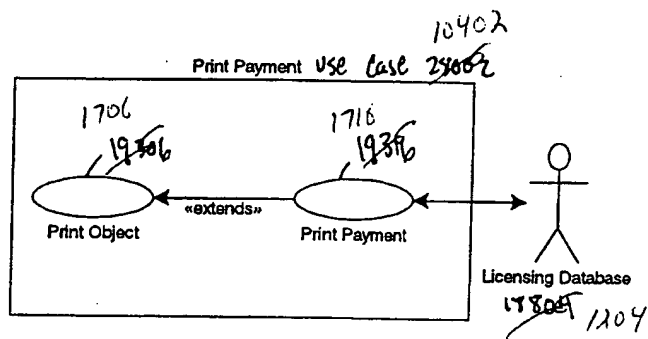 10402
Print Payment use case
1706 1716
«extends»
Print Object Print Payment
Licensing Database
1204